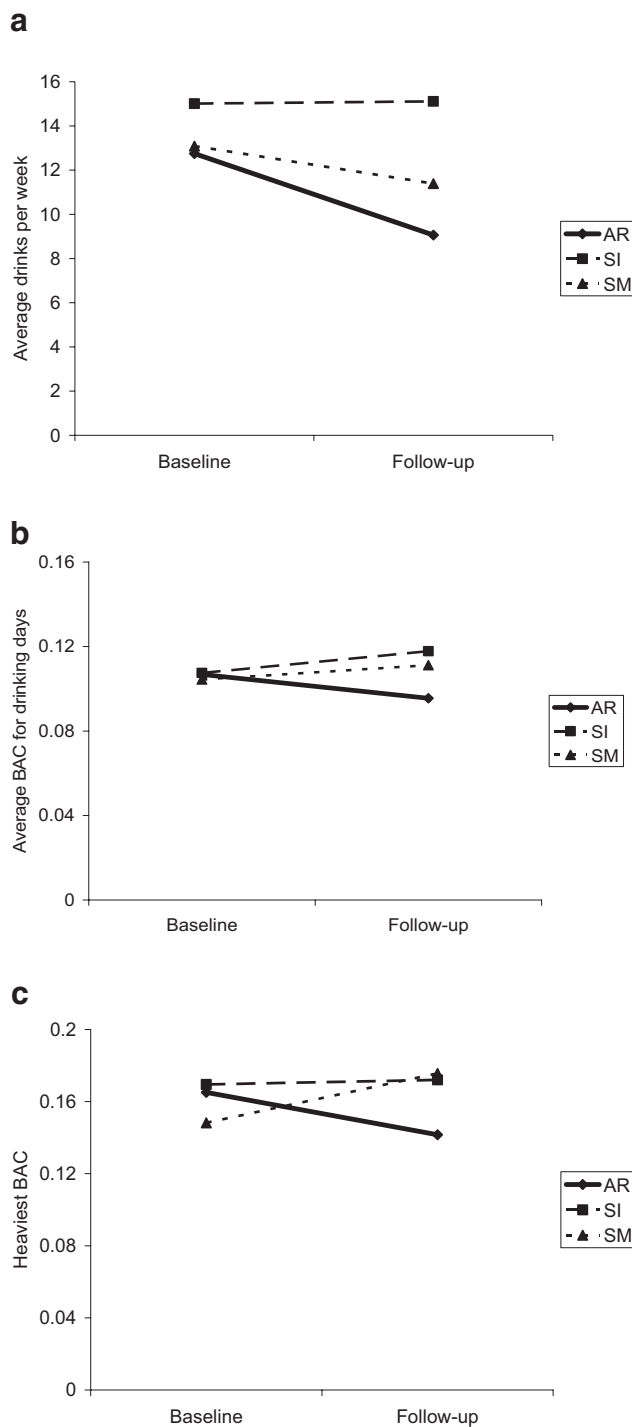 a
16
14
12
10
8
6
4
2
0
Average drinks per week
Baseline
Follow-up
AR
SI
SM
b
0.16
0.12
0.08
0.04
0
Average BAC for drinking days
Baseline
Follow-up
AR
SI
SM
c
0.2
0.16
0.12
0.08
0.04
0
Heaviest BAC
Baseline
Follow-up
AR
SI
SM